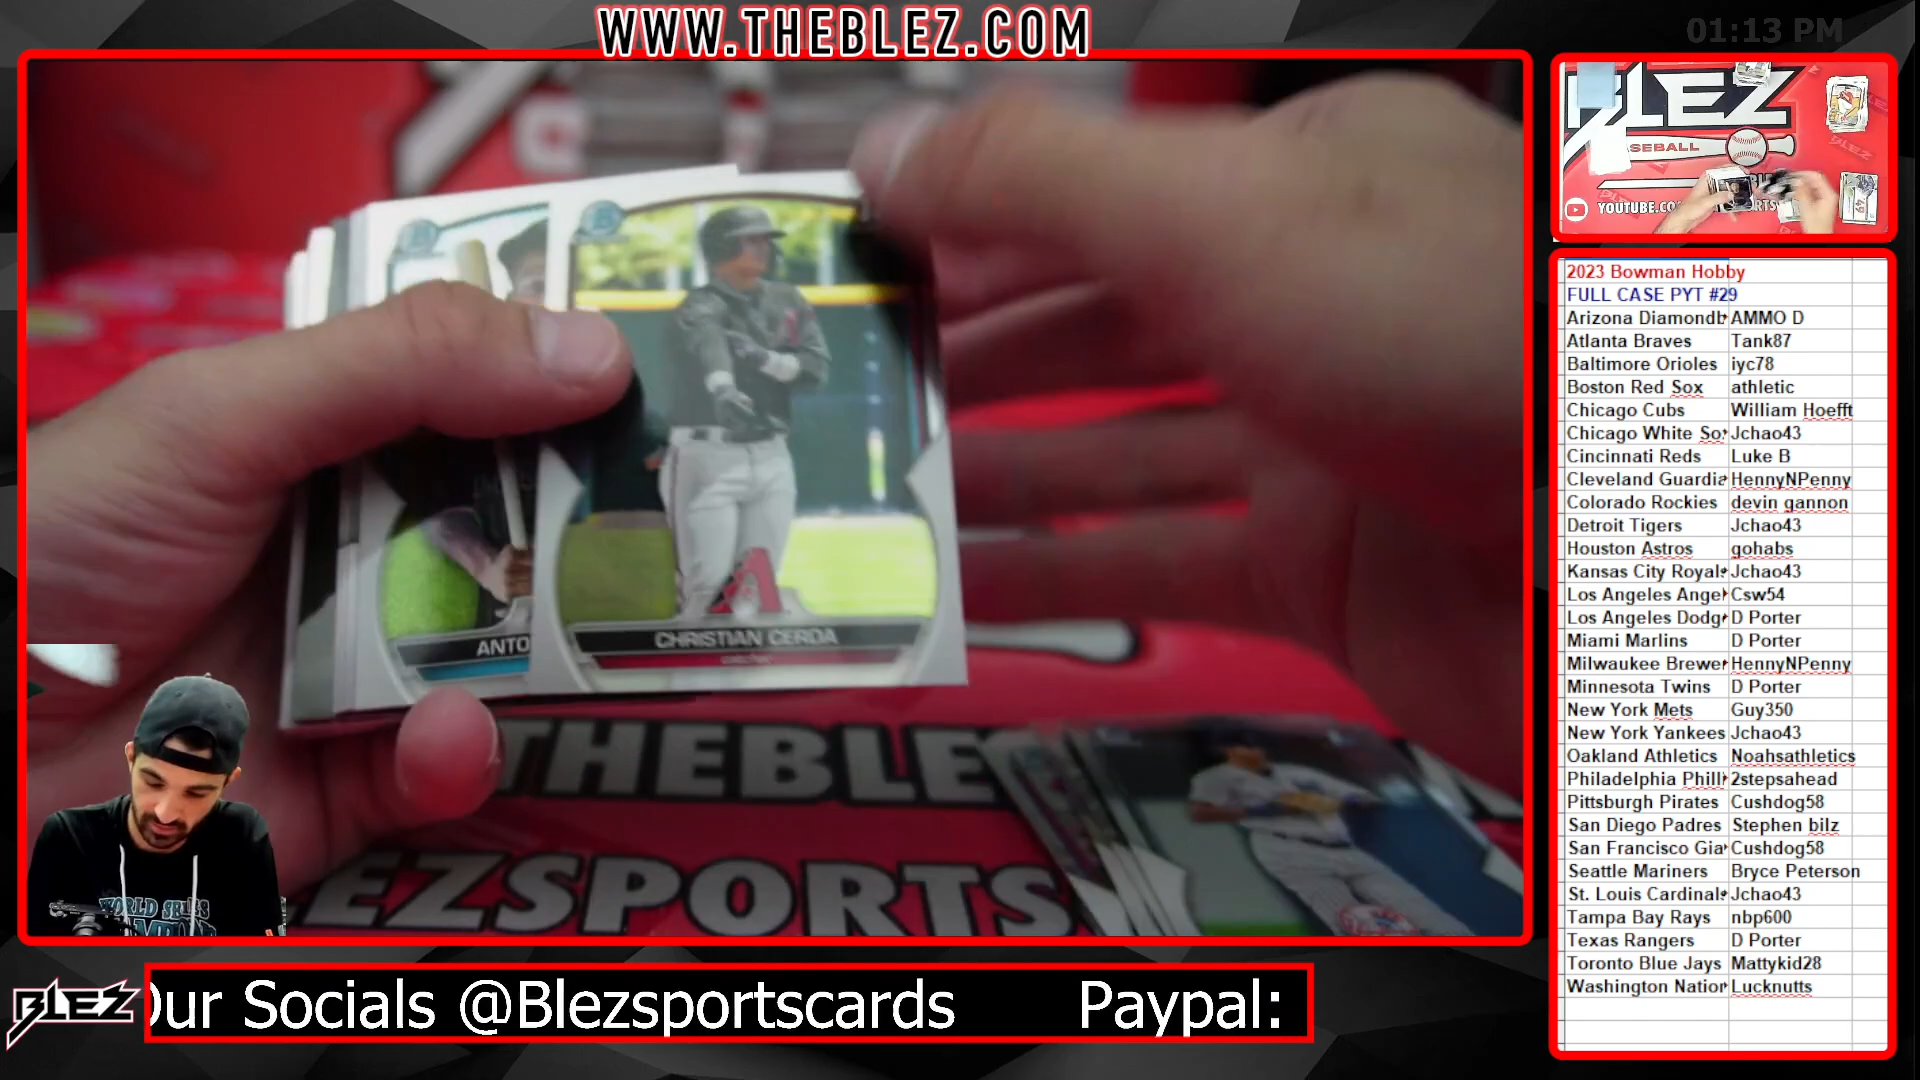 WWW.THEBLEZ.COM
01:13 PM
BLEZ
SEBALL
YOUTUBE.CO
CHRISTIAN CERDA
ANTO
THEBLE
EZSPORTS
2023 Bowman Hobby
FULL CASE PYT #29
Arizona Diamondb AMMO D
Atlanta Braves Tank87
Baltimore Orioles iyc78
Boston Red Sox athletic
Chicago Cubs William Hoefft
Chicago White So Jchao43
Cincinnati Reds Luke B
Cleveland Guardia HennyNPenny
Colorado Rockies devin gannon
Detroit Tigers Jchao43
Houston Astros gohabs
Kansas City Royals Jchao43
Los Angeles Angel Csw54
Los Angeles Dodg D Porter
Miami Marlins D Porter
Milwaukee Brewer HennyNPenny
Minnesota Twins D Porter
New York Mets Guy350
New York Yankees Jchao43
Oakland Athletics Noahsathletics
Philadelphia Philli 2stepsahead
Pittsburgh Pirates Cushdog58
San Diego Padres Stephen bilz
San Francisco Gia Cushdog58
Seattle Mariners Bryce Peterson
St. Louis Cardinals Jchao43
Tampa Bay Rays nbp600
Texas Rangers D Porter
Toronto Blue Jays Mattykid28
Washington Nation Lucknutts
BLEZ
Our Socials @Blezsportscards Paypal: